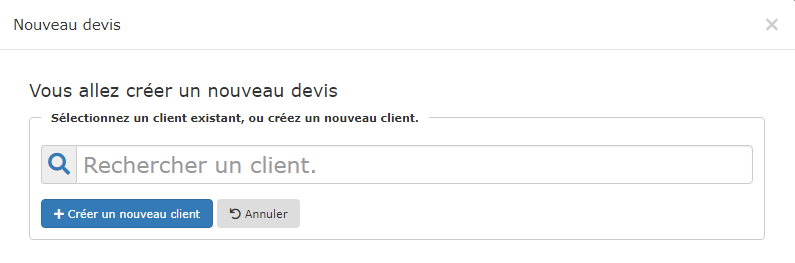 Nouveau devis
Vous allez créer un nouveau devis
Sélectionnez un client existant, ou créez un nouveau client.
Rechercher un client.
Créer un nouveau client Annuler